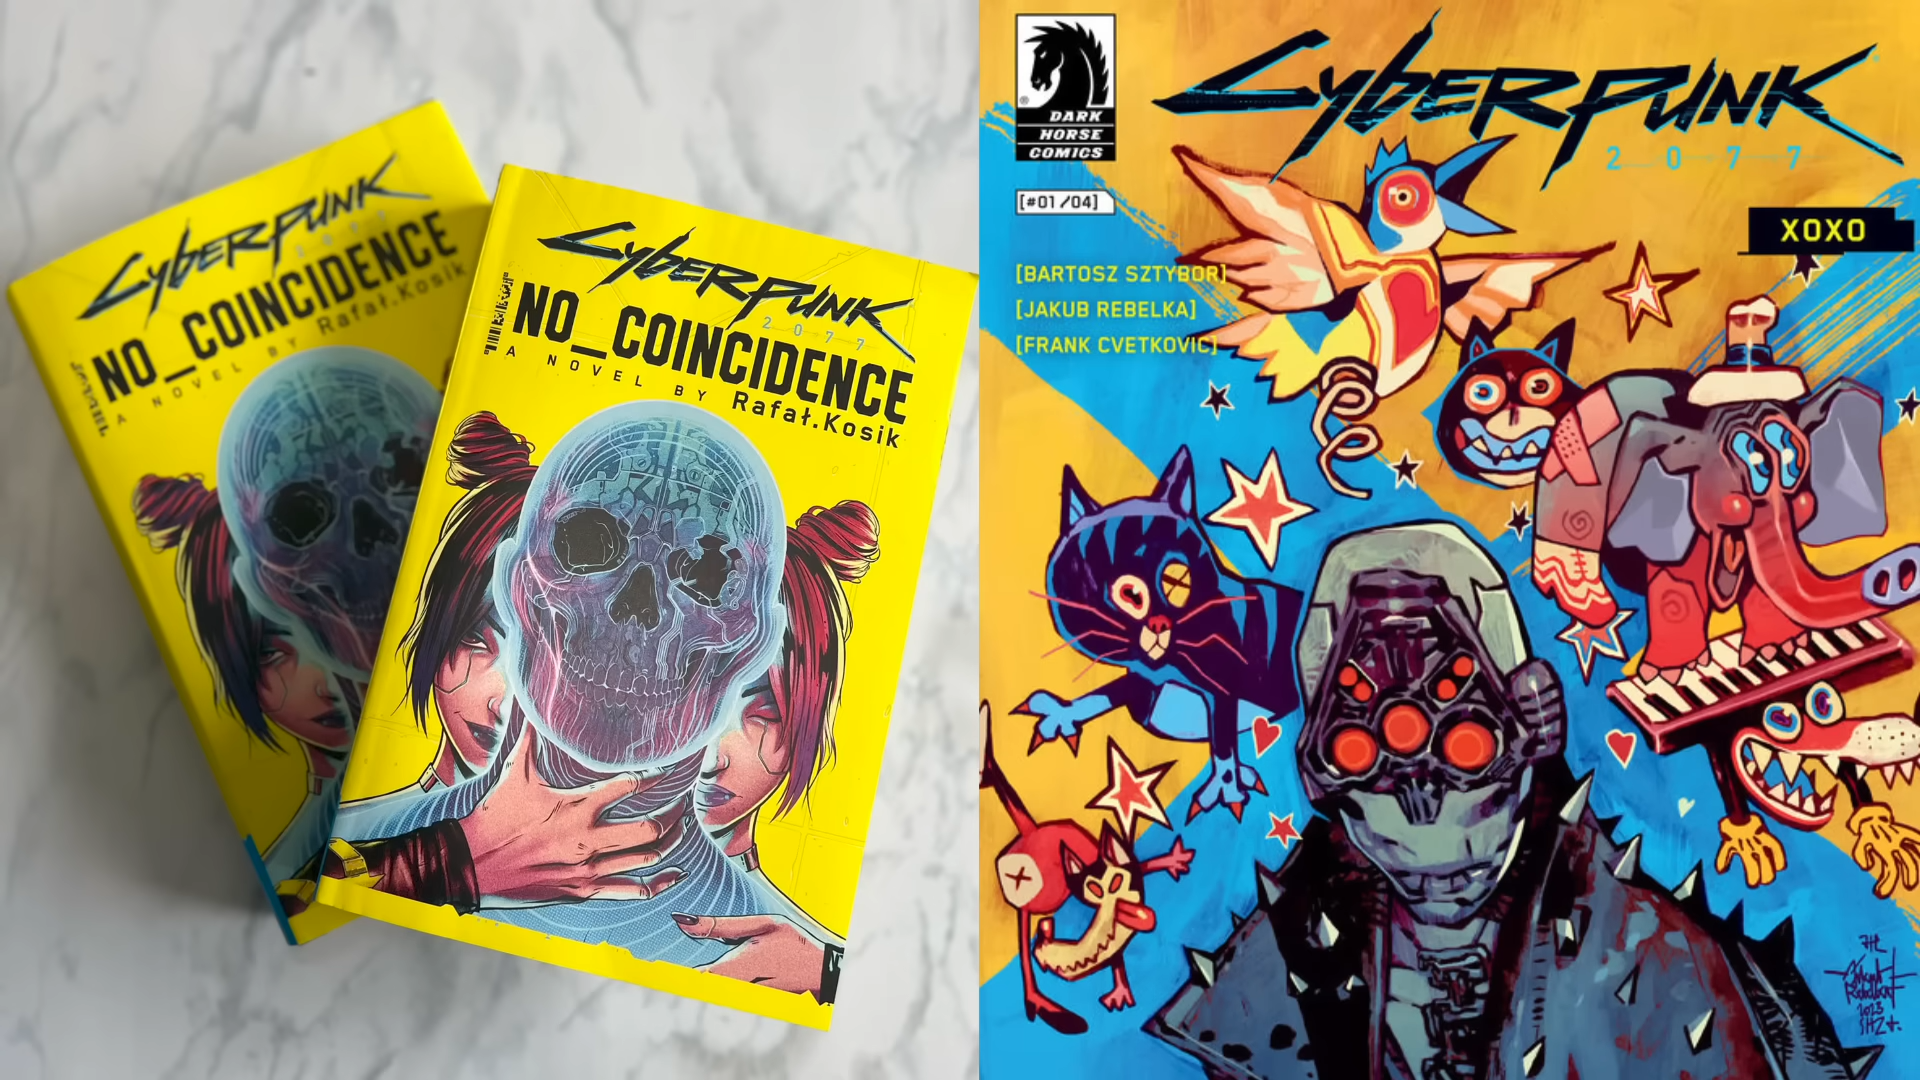 CYBERPUNK
NO_COINCIDENCE
A NOVEL BY Rafał.Kosik
CYBERPUNK
2077
NO_COINCIDENCE
A NOVEL BY Rafał.Kosik
DARK
HORSE
COMICS
CYBERPUNK
2077
[#01/04]
XOXO
[BARTOSZ SZTYBOR]
[JAKUB REBELKA]
[FRANK CVETKOVIC]
2023